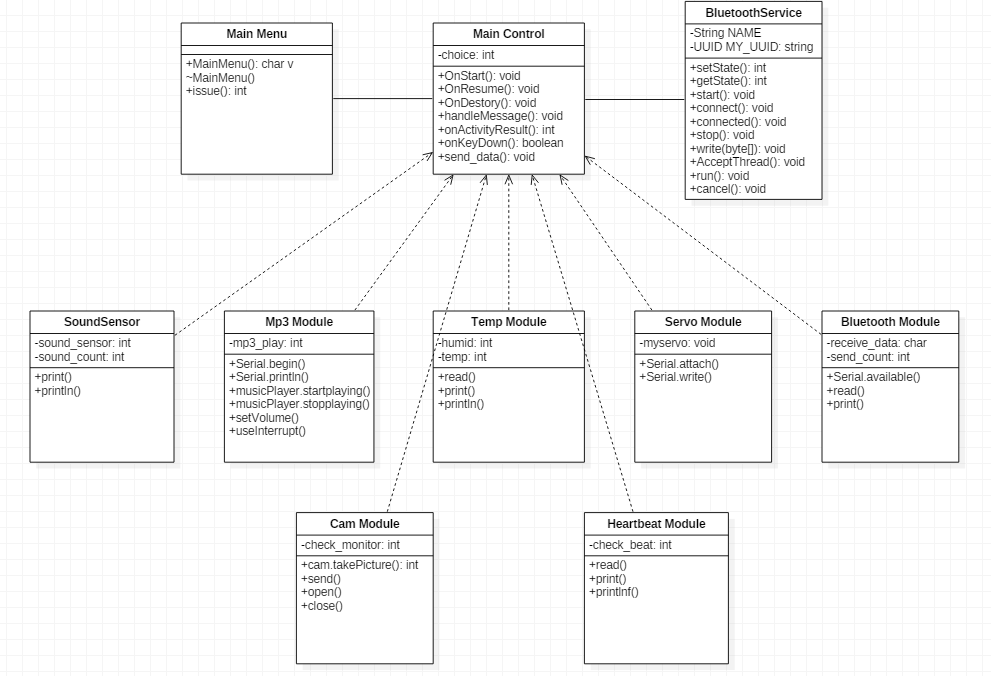 Main Menu
+MainMenu(): char v
~MainMenu()
+issue(): int
Main Control
-choice: int
+OnStart(): void
+OnResume(): void
+OnDestory(): void
+handleMessage(): void
+onActivityResult(): int
+onKeyDown(): boolean
+send_data(): void
BluetoothService
-String NAME
-UUID MY_UUID: string
+setState(): int
+getState(): int
+start(): void
+connect(): void
+connected(): void
+stop(): void
+write(byte[]): void
+AcceptThread(): void
+run(): void
+cancel(): void
SoundSensor
-sound_sensor: int
-sound_count: int
+print()
+println()
Mp3 Module
-mp3_play: int
+Serial.begin()
+Serial.println()
+musicPlayer.startplaying()
+musicPlayer.stopplaying()
+setVolume()
+useInterrupt()
Temp Module
-humid: int
-temp: int
+read()
+print()
+println()
Servo Module
-myservo: void
+Serial.attach()
+Serial.write()
Bluetooth Module
-receive_data: char
-send_count: int
+Serial.available()
+read()
+print()
Cam Module
-check_monitor: int
+cam.takePicture(): int
+send()
+open()
+close()
Heartbeat Module
-check_beat: int
+read()
+print()
+printlnf()